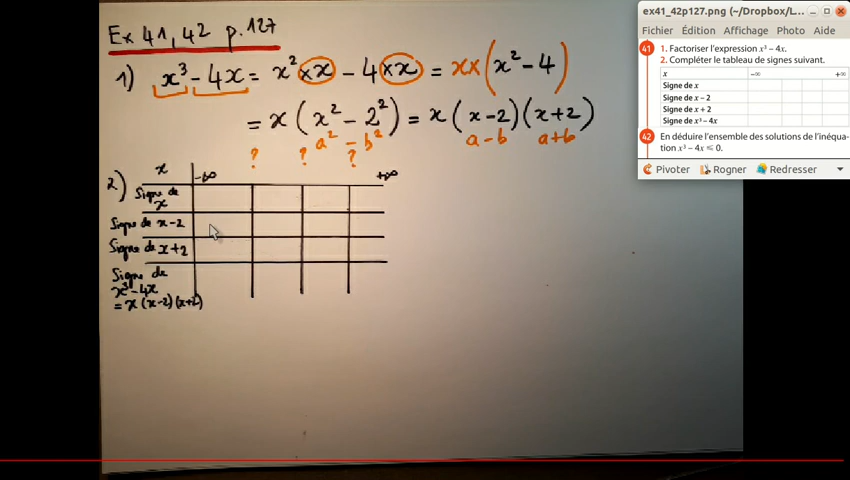 Ex 41, 42 p.127
1) x³ - 4x = x² × x - 4 × x = x × (x² - 4)
= x (x² - 2²) = x (x - 2) (x + 2)
a² - b² a - b a + b
? ? ?
2) x -∞ +∞
Signe de x
Signe de x - 2
Signe de x + 2
Signe de
x³ - 4x
= x (x - 2) (x + 2)
ex41_42p127.png (~/Dropbox/L...
Fichier Édition Affichage Photo Aide
41 1. Factoriser l'expression x³ – 4x.
2. Compléter le tableau de signes suivant.
x –∞ +∞
Signe de x
Signe de x – 2
Signe de x + 2
Signe de x³ – 4x
42 En déduire l'ensemble des solutions de l'inéqua-
tion x³ – 4x ⩽ 0.
Pivoter Rogner Redresser